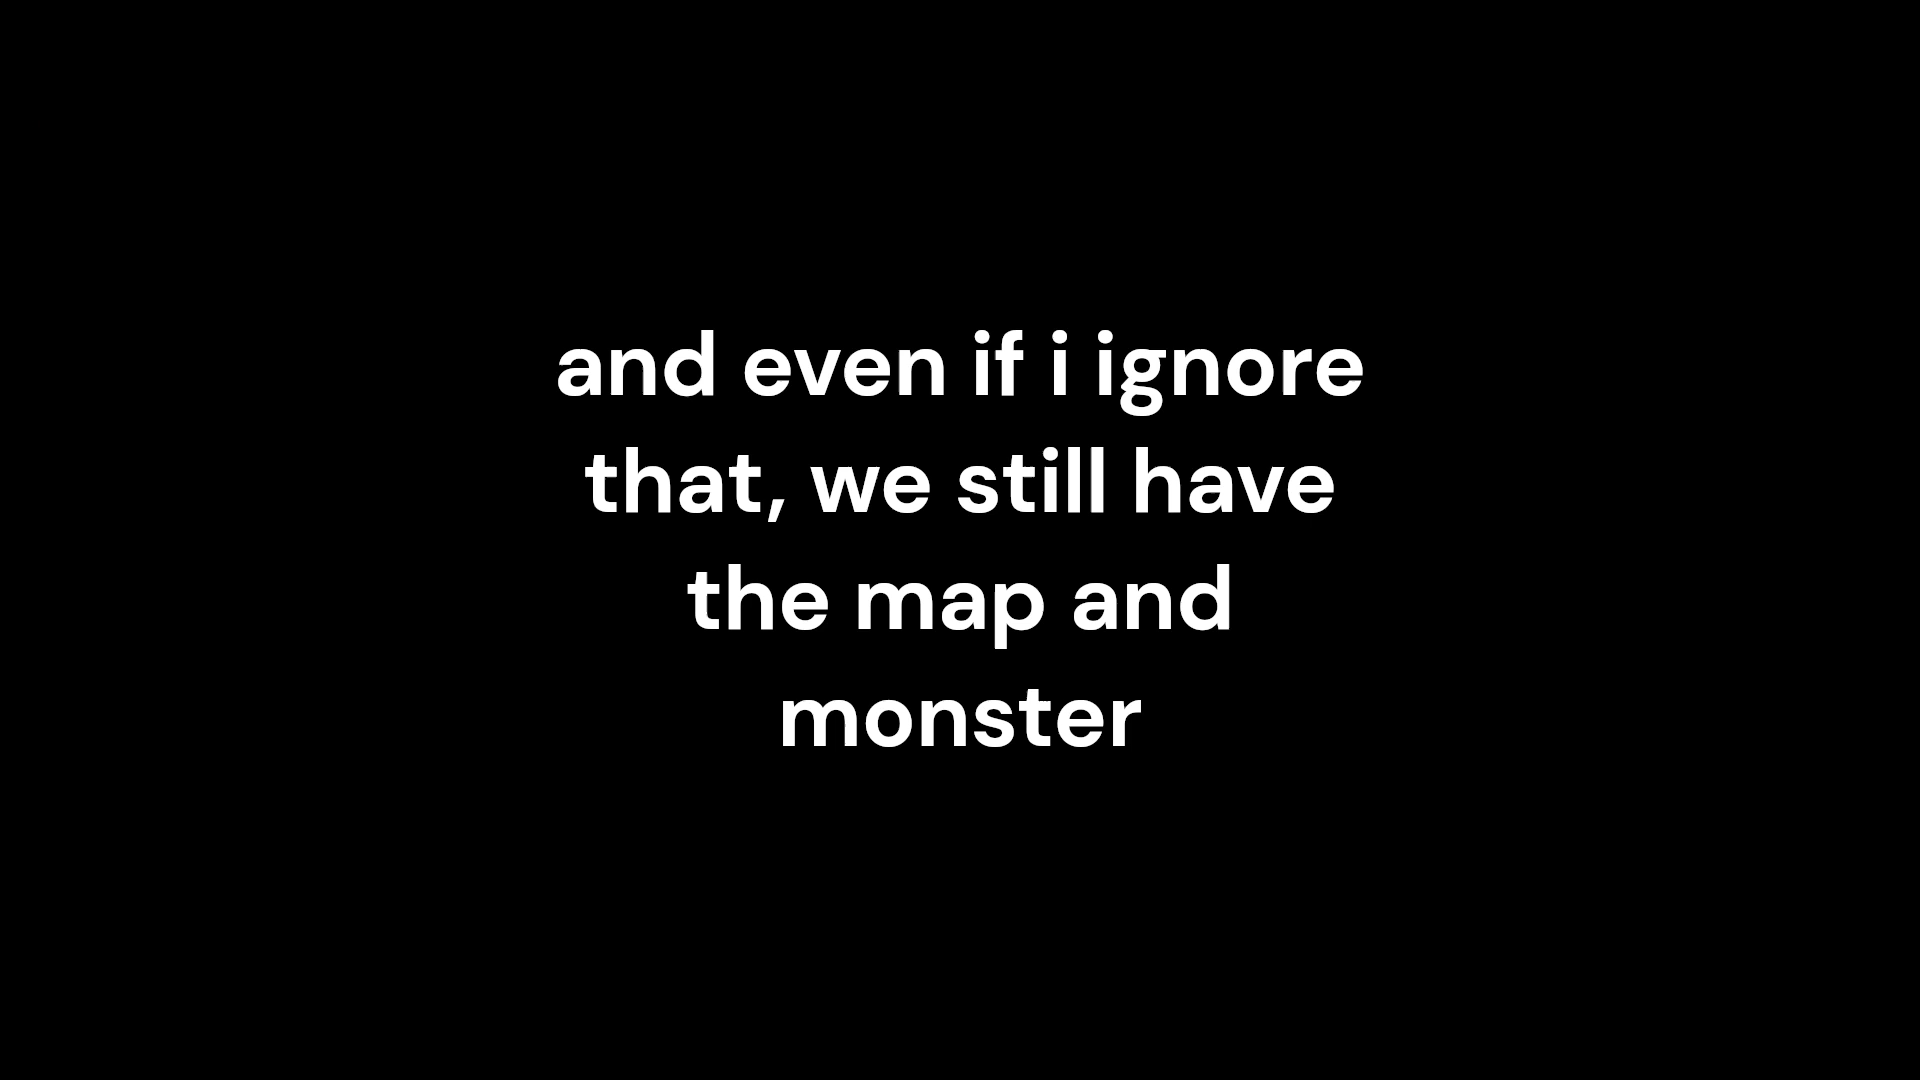 and even if i ignore
that, we still have
the map and
monster